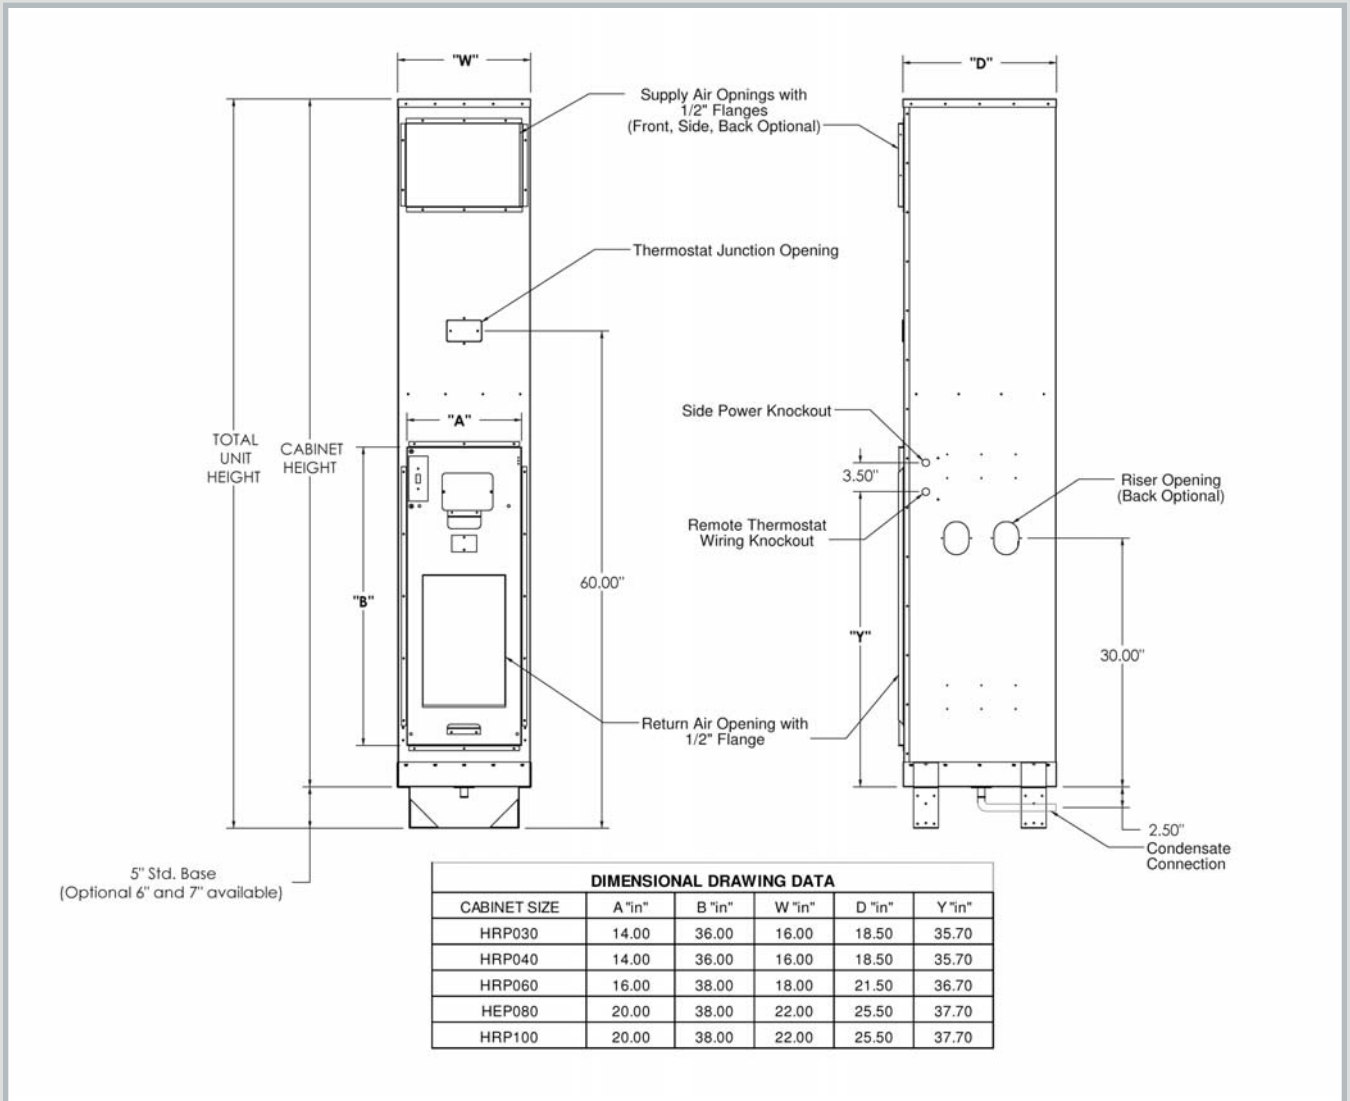 "W"
"D"
Supply Air Opnings with
1/2" Flanges
(Front, Side, Back Optional)
Thermostat Junction Opening
"A"
Side Power Knockout
TOTAL
UNIT
HEIGHT
CABINET
HEIGHT
3.50"
Riser Opening
(Back Optional)
Remote Thermostat
Wiring Knockout
60.00"
"B"
"Y"
30.00"
Return Air Opening with
1/2" Flange
2.50"
Condensate
Connection
5" Std. Base
(Optional 6" and 7" available)
DIMENSIONAL DRAWING DATA
CABINET SIZE A "in" B "in" W "in" D "in" Y "in"
HRP030 14.00 36.00 16.00 18.50 35.70
HRP040 14.00 36.00 16.00 18.50 35.70
HRP060 16.00 38.00 18.00 21.50 36.70
HEP080 20.00 38.00 22.00 25.50 37.70
HRP100 20.00 38.00 22.00 25.50 37.70